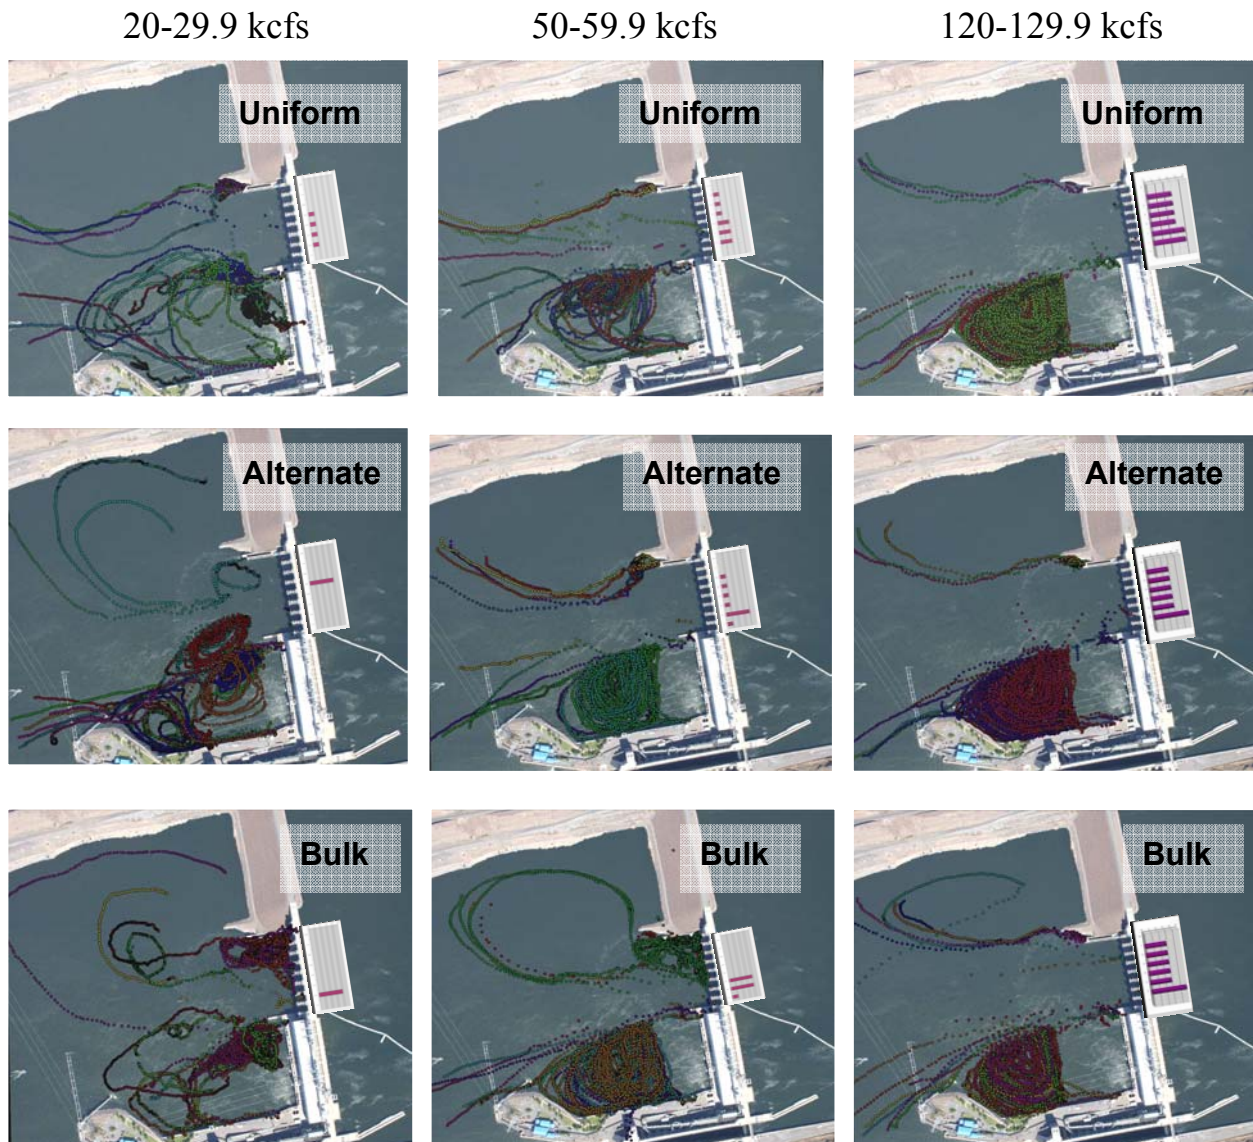 20-29.9 kcfs 50-59.9 kcfs 120-129.9 kcfs
Uniform Uniform Uniform
Alternate Alternate Alternate
Bulk Bulk Bulk